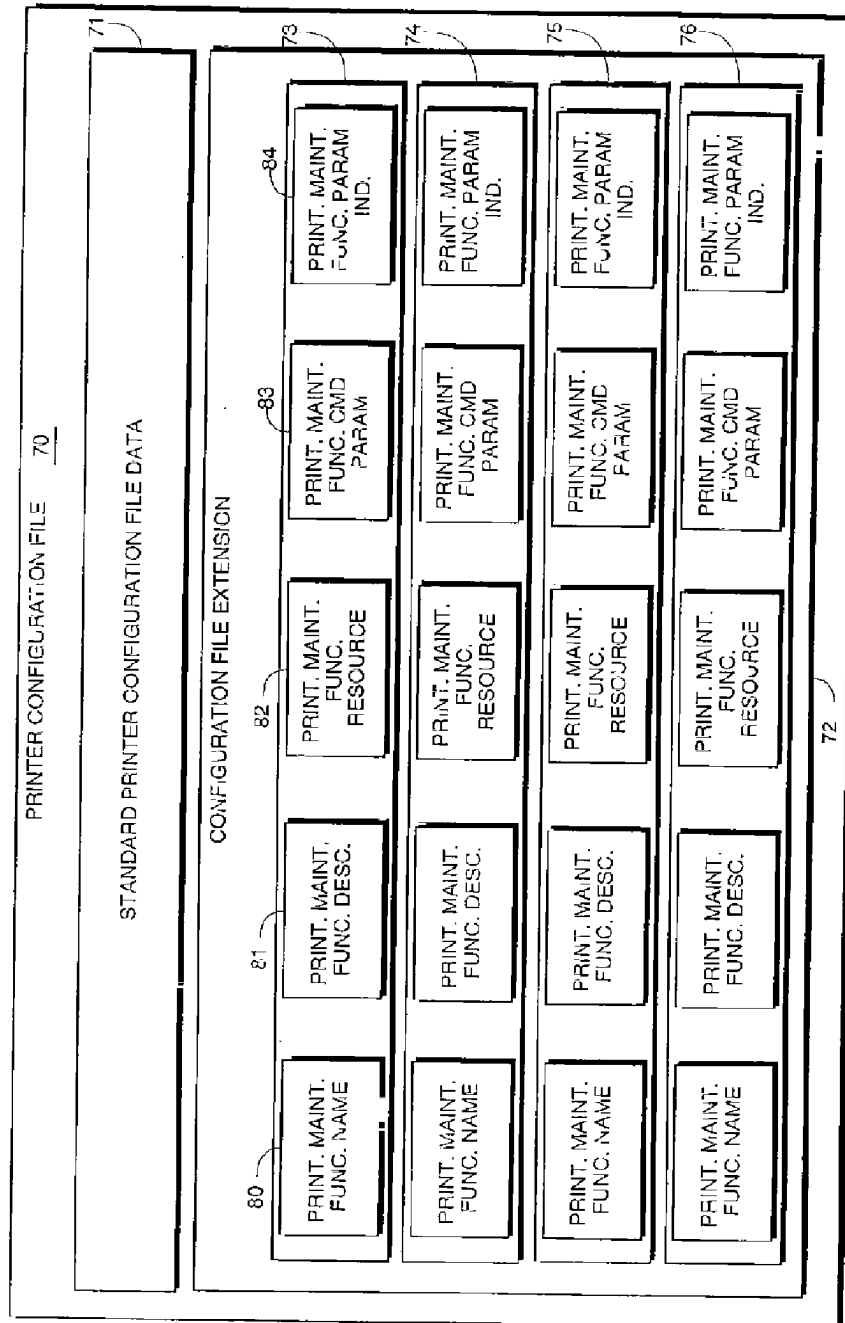 PRINTER CONFIGURATION FILE 70
71
STANDARD PRINTER CONFIGURATION FILE DATA
CONFIGURATION FILE EXTENSION
73
80
81
82
83
84
PRINT. MAINT.
FUNC. NAME
PRINT. MAINT.
FUNC. DESC.
PRINT. MAINT.
FUNC.
RESOURCE
PRINT. MAINT.
FUNC. CMD
PARAM
PRINT. MAINT.
FUNC. PARAM
IND.
74
PRINT. MAINT.
FUNC. NAME
PRINT. MAINT.
FUNC. DESC.
PRINT. MAINT.
FUNC.
RESOURCE
PRINT. MAINT.
FUNC. CMD
PARAM
PRINT. MAINT.
FUNC. PARAM
IND.
75
PRINT. MAINT.
FUNC. NAME
PRINT. MAINT.
FUNC. DESC.
PRINT. MAINT.
FUNC.
RESOURCE
PRINT. MAINT.
FUNC. CMD
PARAM
PRINT. MAINT.
FUNC. PARAM
IND.
76
PRINT. MAINT.
FUNC. NAME
PRINT. MAINT.
FUNC. DESC.
PRINT. MAINT.
FUNC.
RESOURCE
PRINT. MAINT.
FUNC. CMD
PARAM
PRINT. MAINT.
FUNC. PARAM
IND.
72